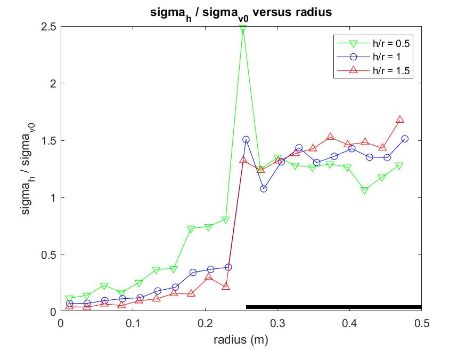 sigma_h / sigma_v0 versus radius
h/r = 0.5
h/r = 1
h/r = 1.5
sigma_h / sigma_v0
2.5
2
1.5
1
0.5
0
0 0.1 0.2 0.3 0.4 0.5
radius (m)